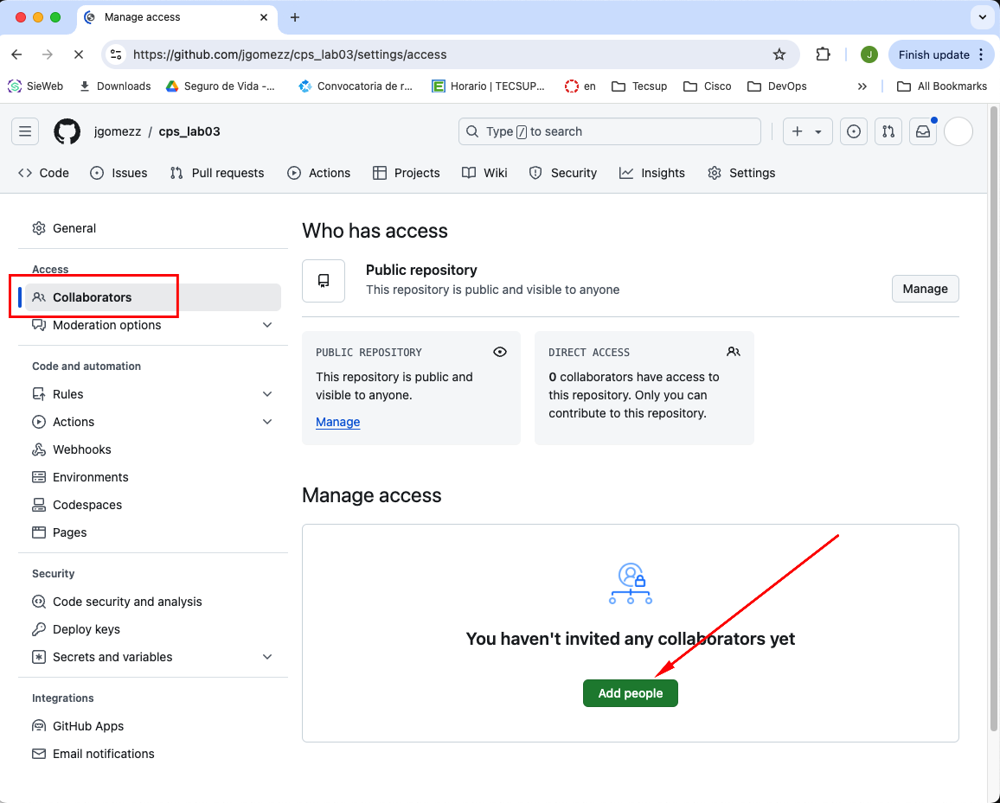 Manage access
https://github.com/jgomezz/cps_lab03/settings/access
J
Finish update
SieWeb
Downloads
Seguro de Vida -...
Convocatoria de r...
E
Horario | TECSUP...
en
Tecsup
Cisco
DevOps
All Bookmarks
jgomezz / cps_lab03
Type / to search
Code
Issues
Pull requests
Actions
Projects
Wiki
Security
Insights
Settings
General
Access
Collaborators
Moderation options
Code and automation
Rules
Actions
Webhooks
Environments
Codespaces
Pages
Security
Code security and analysis
Deploy keys
Secrets and variables
Integrations
GitHub Apps
Email notifications
Who has access
Public repository
This repository is public and visible to anyone
Manage
PUBLIC REPOSITORY
This repository is public and
visible to anyone.
Manage
DIRECT ACCESS
0 collaborators have access to
this repository. Only you can
contribute to this repository.
Manage access
You haven't invited any collaborators yet
Add people